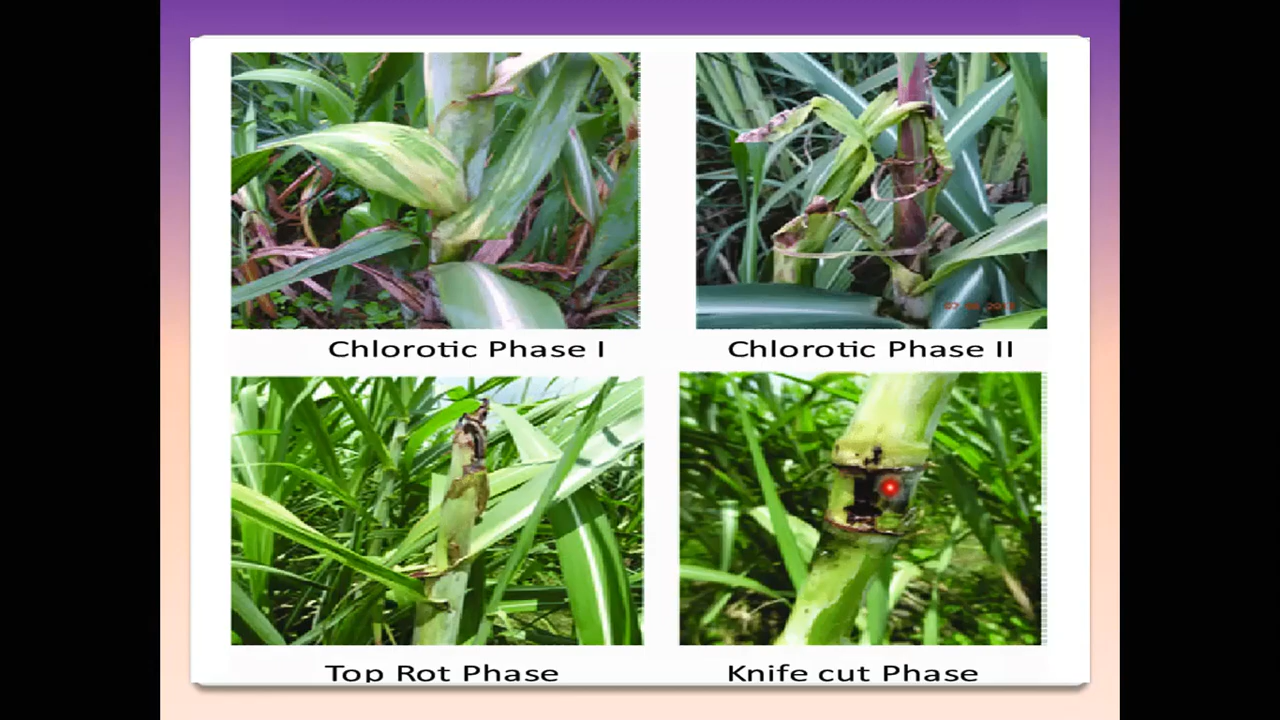 Chlorotic Phase I
Chlorotic Phase II
Top Rot Phase
Knife cut Phase